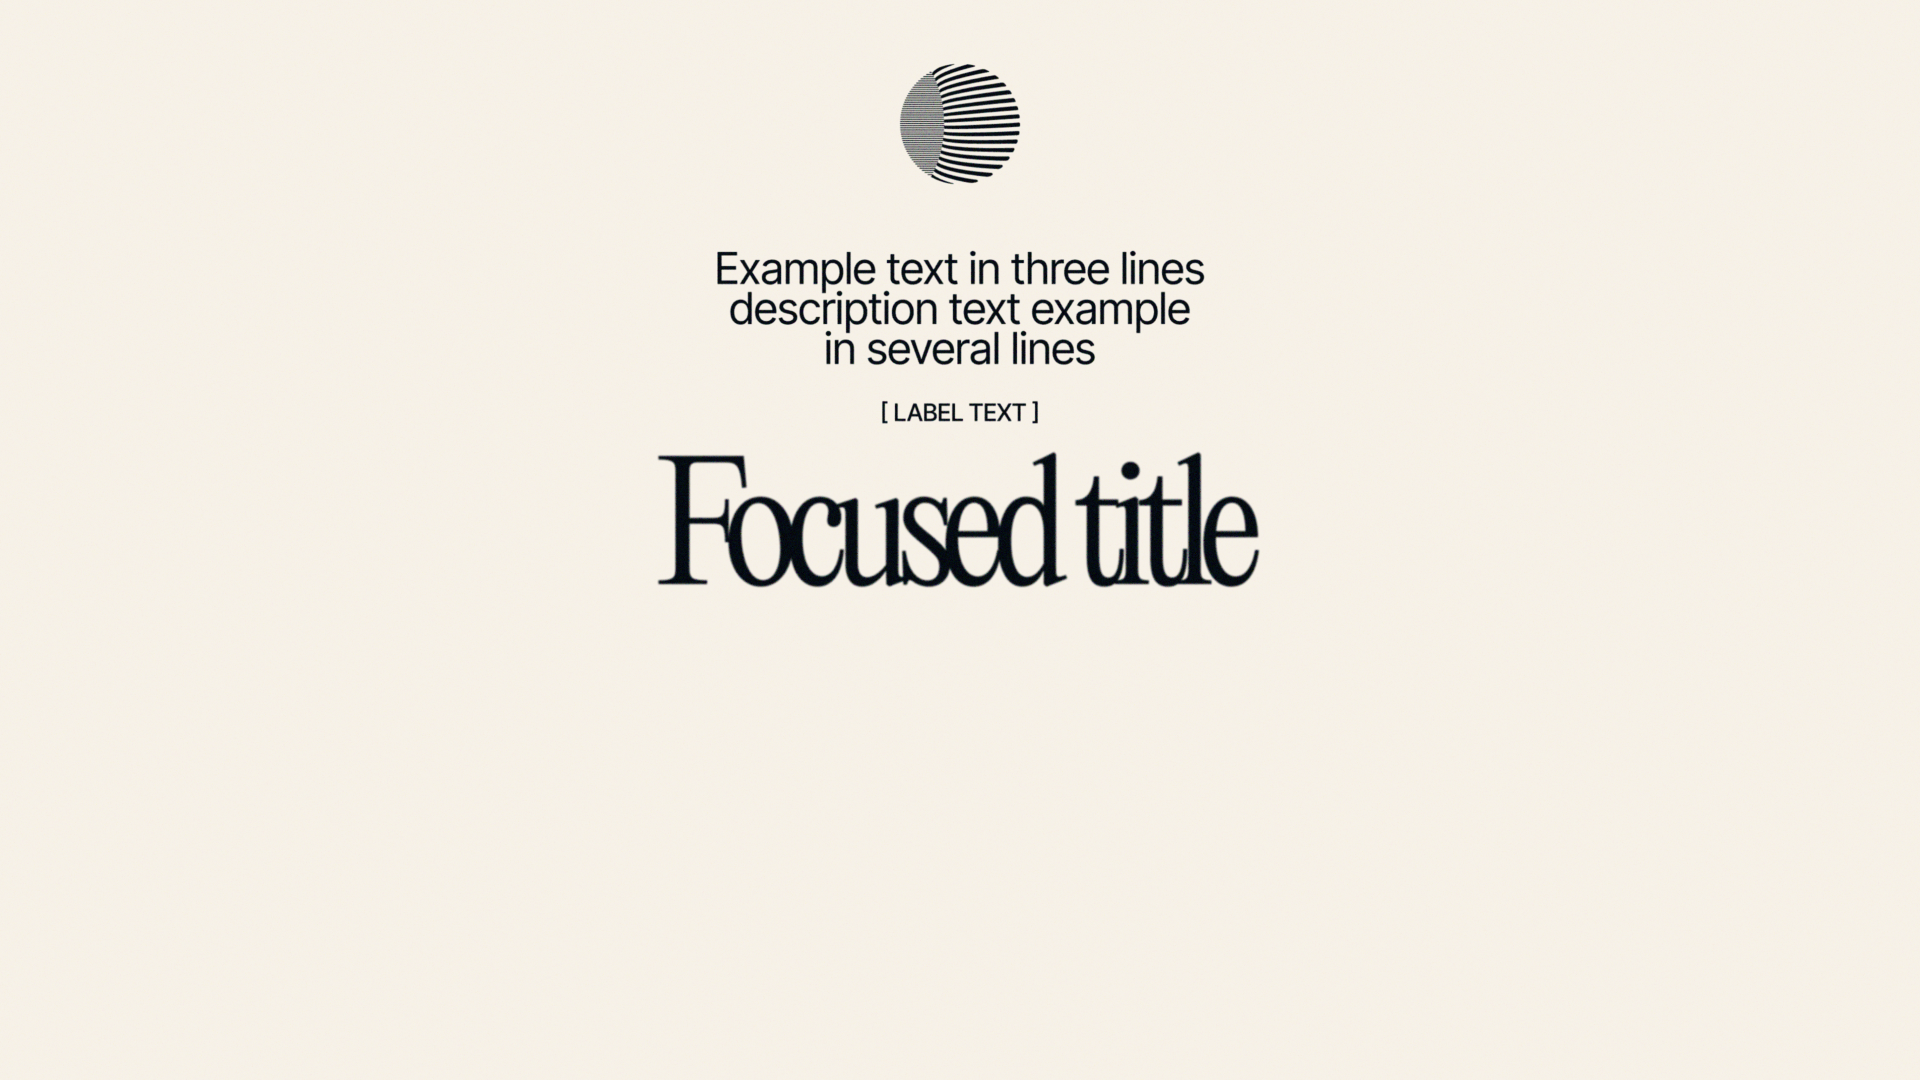 Example text in three lines
description text example
in several lines
[ LABEL TEXT ]
Focused title